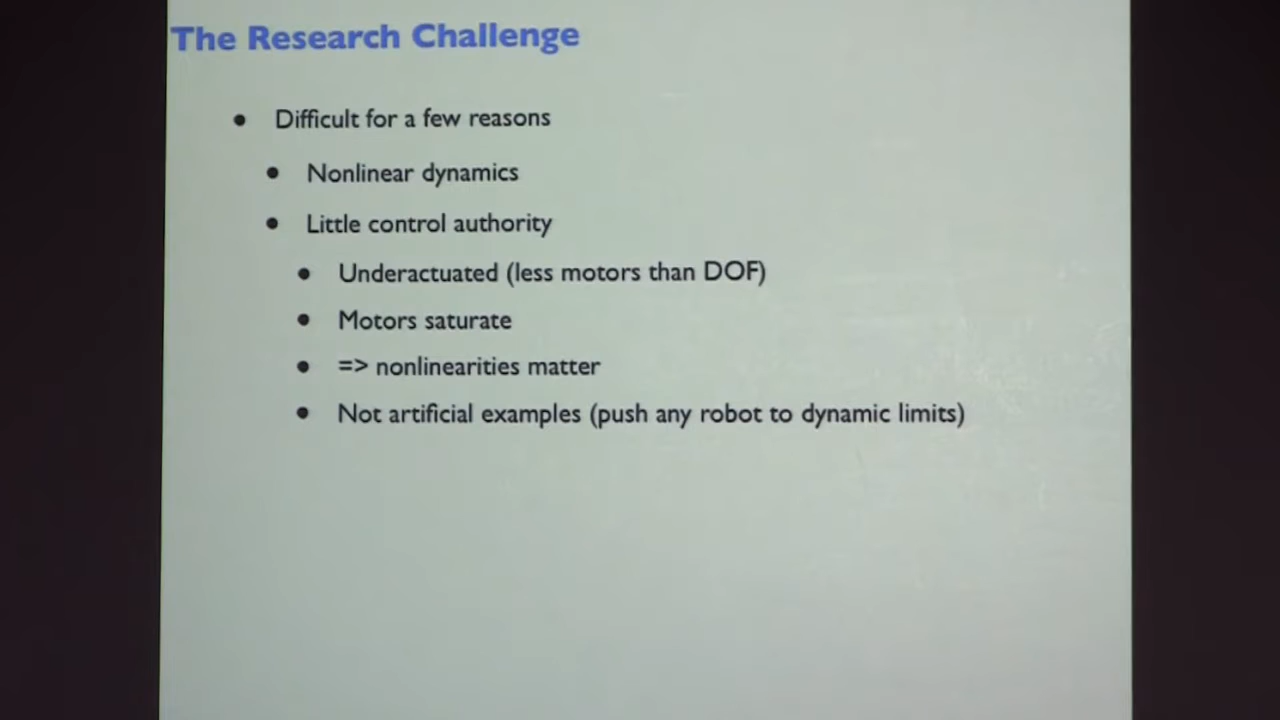 The Research Challenge
• Difficult for a few reasons
• Nonlinear dynamics
• Little control authority
• Underactuated (less motors than DOF)
• Motors saturate
• => nonlinearities matter
• Not artificial examples (push any robot to dynamic limits)